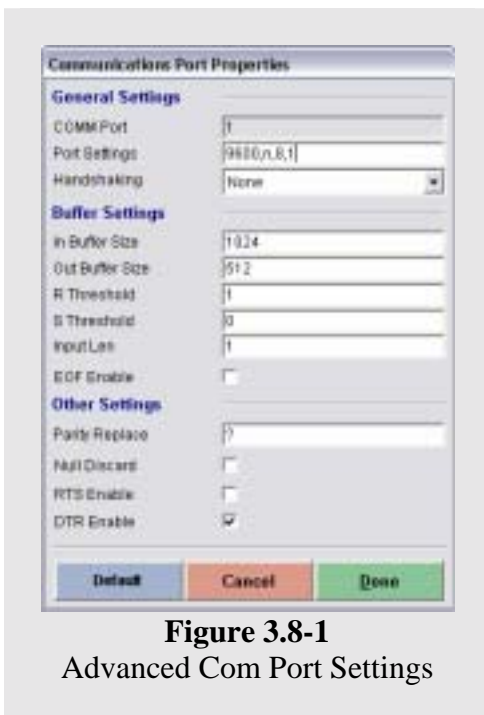 Communications Port Properties
General Settings
COMM Port 1
Port Settings 9600,n,8,1
Handshaking None
Buffer Settings
In Buffer Size 1024
Out Buffer Size 512
R Threshold 1
S Threshold 0
Input Len 1
EOF Enable
Other Settings
Parity Replace ?
Null Discard
RTS Enable
DTR Enable
Default Cancel Done
Figure 3.8-1
Advanced Com Port Settings